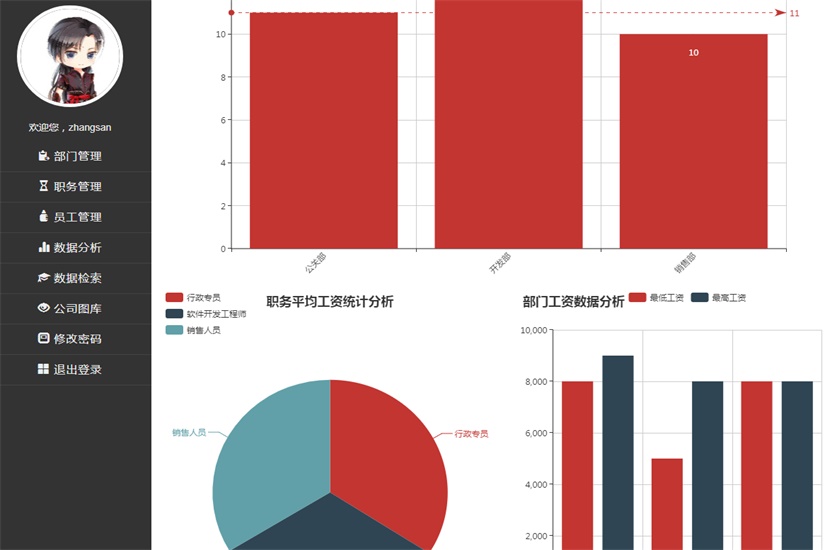 欢迎您，zhangsan
部门管理
职务管理
员工管理
数据分析
数据检索
公司图库
修改密码
退出登录
11
10
10
8
6
4
2
0
公关部
开发部
销售部
行政专员
软件开发工程师
销售人员
职务平均工资统计分析
销售人员
行政专员
部门工资数据分析
最低工资
最高工资
10,000
8,000
6,000
4,000
2,000